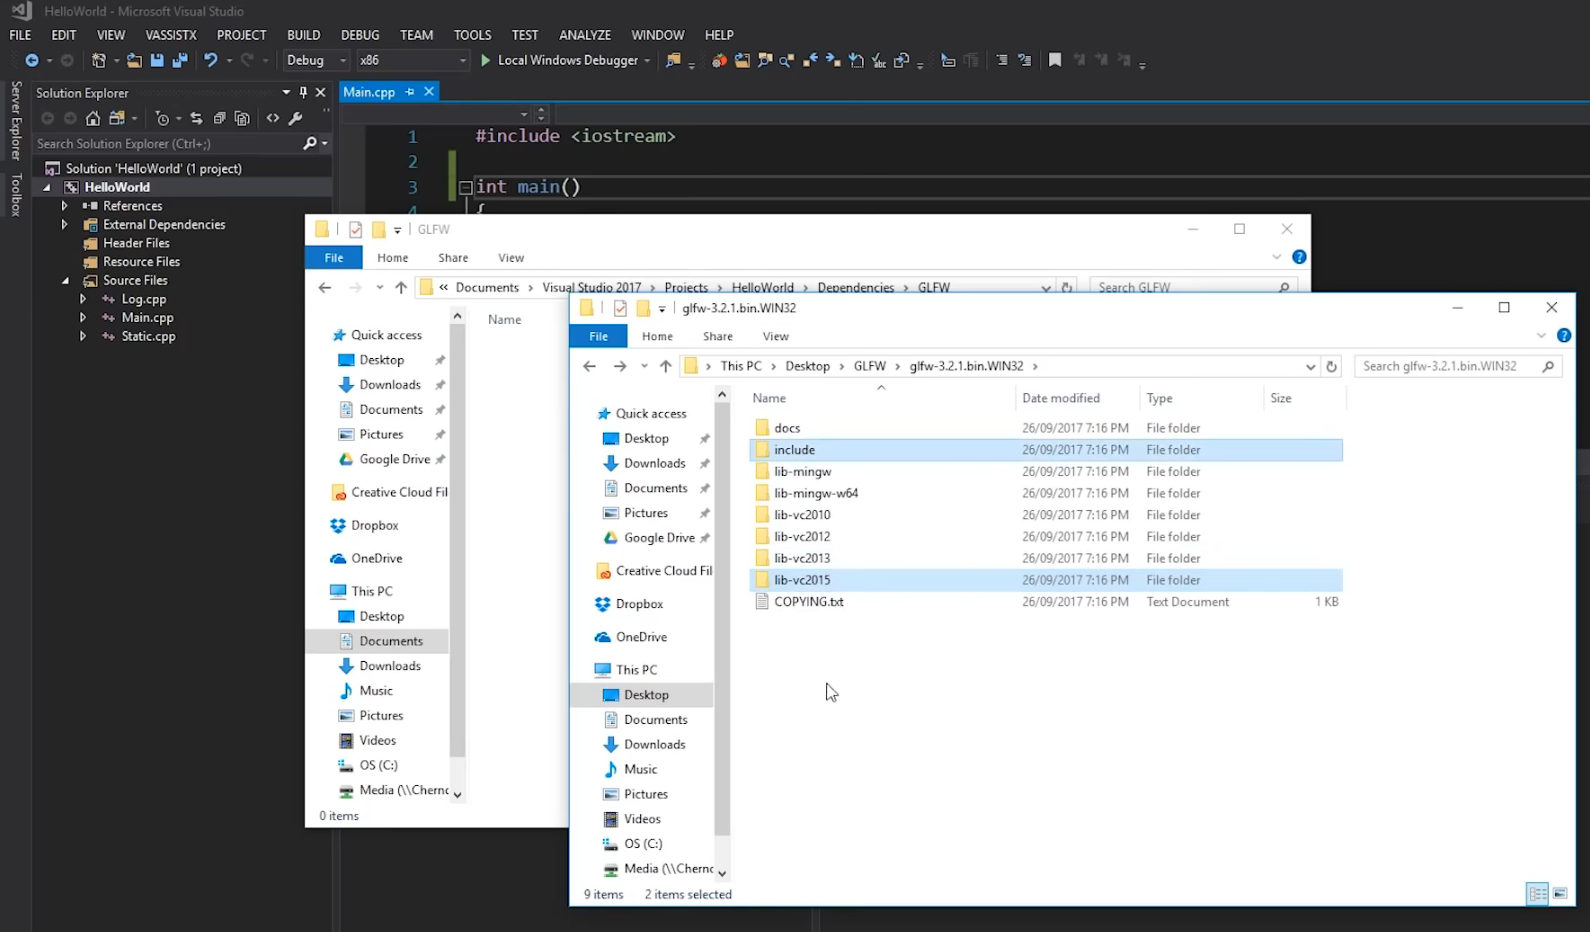 HelloWorld - Microsoft Visual Studio
FILE EDIT VIEW VASSISTX PROJECT BUILD DEBUG TEAM TOOLS TEST ANALYZE WINDOW HELP
Debug x86 Local Windows Debugger
Server Explorer
Toolbox
Solution Explorer
Search Solution Explorer (Ctrl+;)
Solution 'HelloWorld' (1 project)
HelloWorld
References
External Dependencies
Header Files
Resource Files
Source Files
Log.cpp
Main.cpp
Static.cpp
Main.cpp
1 #include <iostream>
2
3 int main()
4 {
GLFW
File Home Share View
« Documents › Visual Studio 2017 › Projects › HelloWorld › Dependencies › GLFW
Search GLFW
Name
Quick access
Desktop
Downloads
Documents
Pictures
Google Drive
Creative Cloud Fil
Dropbox
OneDrive
This PC
Desktop
Documents
Downloads
Music
Pictures
Videos
OS (C:)
Media (\\Cherno
0 items
glfw-3.2.1.bin.WIN32
File Home Share View
› This PC › Desktop › GLFW › glfw-3.2.1.bin.WIN32 ›
Search glfw-3.2.1.bin.WIN32
Quick access
Desktop
Downloads
Documents
Pictures
Google Drive
Creative Cloud Fil
Dropbox
OneDrive
This PC
Desktop
Documents
Downloads
Music
Pictures
Videos
OS (C:)
Media (\\Cherno
Name Date modified Type Size
docs 26/09/2017 7:16 PM File folder
include 26/09/2017 7:16 PM File folder
lib-mingw 26/09/2017 7:16 PM File folder
lib-mingw-w64 26/09/2017 7:16 PM File folder
lib-vc2010 26/09/2017 7:16 PM File folder
lib-vc2012 26/09/2017 7:16 PM File folder
lib-vc2013 26/09/2017 7:16 PM File folder
lib-vc2015 26/09/2017 7:16 PM File folder
COPYING.txt 26/09/2017 7:16 PM Text Document 1 KB
9 items 2 items selected